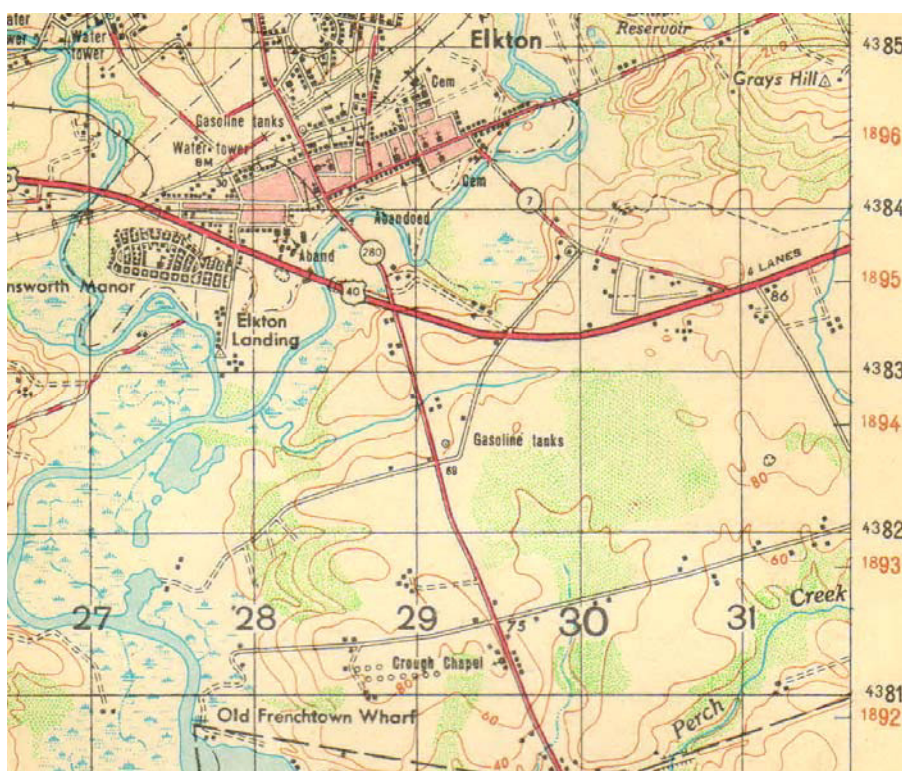 Elkton
Reservoir
4385
Water
tower
Water
tower
Cem
Grays Hill
Gasoline tanks
1896
Water tower
BM
30
Cem
7
4384
Abandoed
280
Aband
4 LANES
1895
nsworth Manor
40
86
Elkton
Landing
4383
1894
Gasoline tanks
69
80
4382
1893
60
27
28
29
75
30
31
Creek
Crough Chapel
80
4381
Old Frenchtown Wharf
60
Perch
1892
40